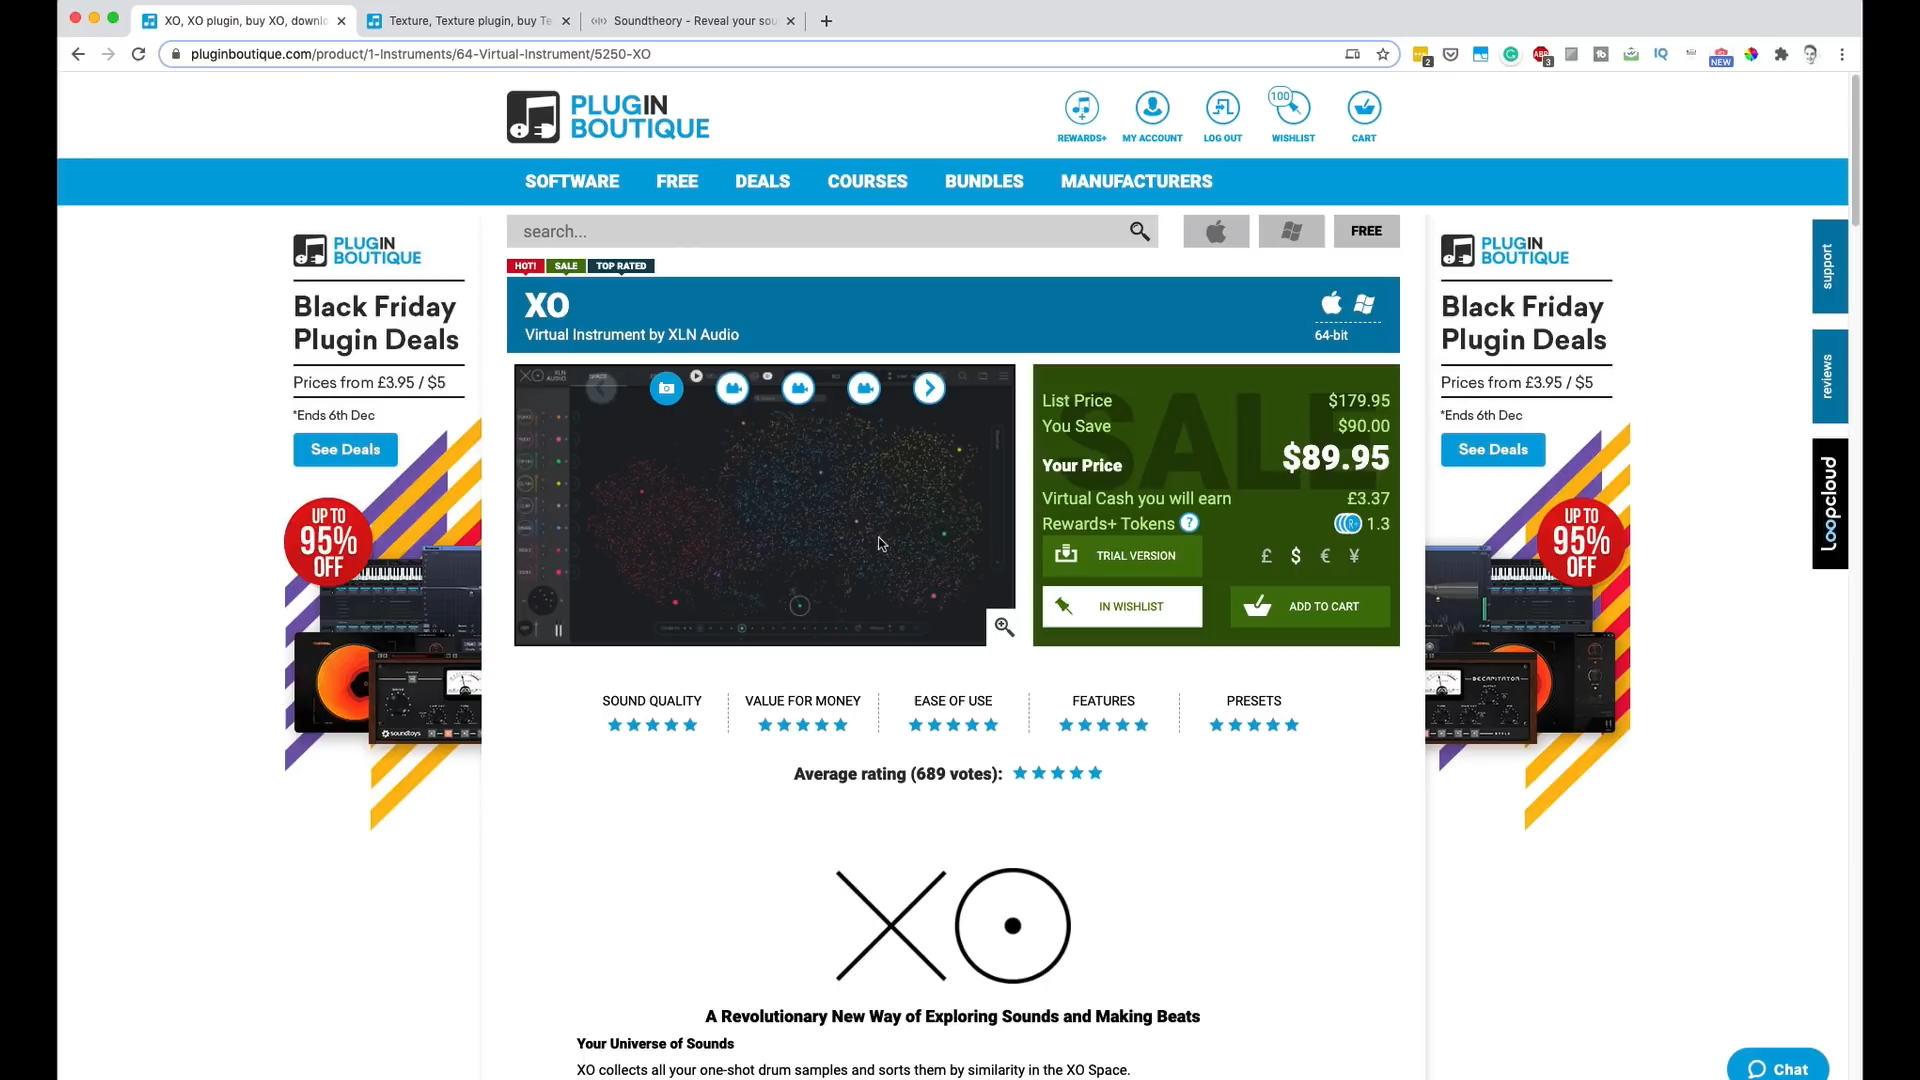 XO, XO plugin, buy XO, downlo
Texture, Texture plugin, buy Te
Soundtheory - Reveal your sou
pluginboutique.com/product/1-Instruments/64-Virtual-Instrument/5250-XO
2
3
IQ
NEW
PLUGIN
BOUTIQUE
REWARDS+
MY ACCOUNT
LOG OUT
100
WISHLIST
CART
SOFTWARE
FREE
DEALS
COURSES
BUNDLES
MANUFACTURERS
search...
FREE
HOT!
SALE
TOP RATED
XO
Virtual Instrument by XLN Audio
64-bit
SALE
List Price $179.95
You Save $90.00
Your Price $89.95
Virtual Cash you will earn £3.37
Rewards+ Tokens ? 1.3
TRIAL VERSION
£ $ € ¥
IN WISHLIST
ADD TO CART
SOUND QUALITY
VALUE FOR MONEY
EASE OF USE
FEATURES
PRESETS
Average rating (689 votes):
XO
A Revolutionary New Way of Exploring Sounds and Making Beats
Your Universe of Sounds
XO collects all your one-shot drum samples and sorts them by similarity in the XO Space.
PLUGIN
BOUTIQUE
Black Friday
Plugin Deals
Prices from £3.95 / $5
*Ends 6th Dec
See Deals
UP TO
95%
OFF
soundtoys
PLUGIN
BOUTIQUE
Black Friday
Plugin Deals
Prices from £3.95 / $5
*Ends 6th Dec
See Deals
UP TO
95%
OFF
DECAPITATOR
support
reviews
loopcloud
Chat